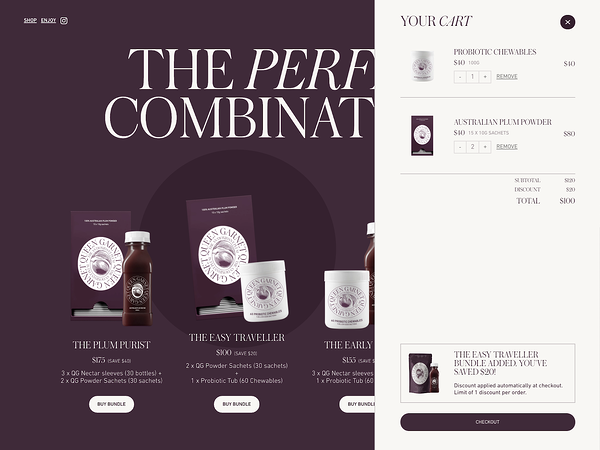 SHOP ENJOY
THE PERF
COMBINAT
THE PLUM PURIST
$175 (SAVE $40)
3 x QG Nectar sleeves (30 bottles) +
2 x QG Powder Sachets (30 sachets)
BUY BUNDLE
QUEEN GARNET
THE EASY TRAVELLER
$100 (SAVE $20)
2 x QG Powder Sachets (30 sachets)
+
1 x Probiotic Tub (60 Chewables)
BUY BUNDLE
THE EARLY
$155
3 x QG Nectar
1 x Probiotic Tub
BUY BUNDLE
YOUR CART
PROBIOTIC CHEWABLES
$40 100G
$40
- 1 + REMOVE
AUSTRALIAN PLUM POWDER
$40 15 X 10G SACHETS
$80
- 2 + REMOVE
SUBTOTAL $120
DISCOUNT $20
TOTAL $100
THE EASY TRAVELLER
BUNDLE ADDED. YOU'VE
SAVED $20!
Discount applied automatically at checkout.
Limit of 1 discount per order.
CHECKOUT